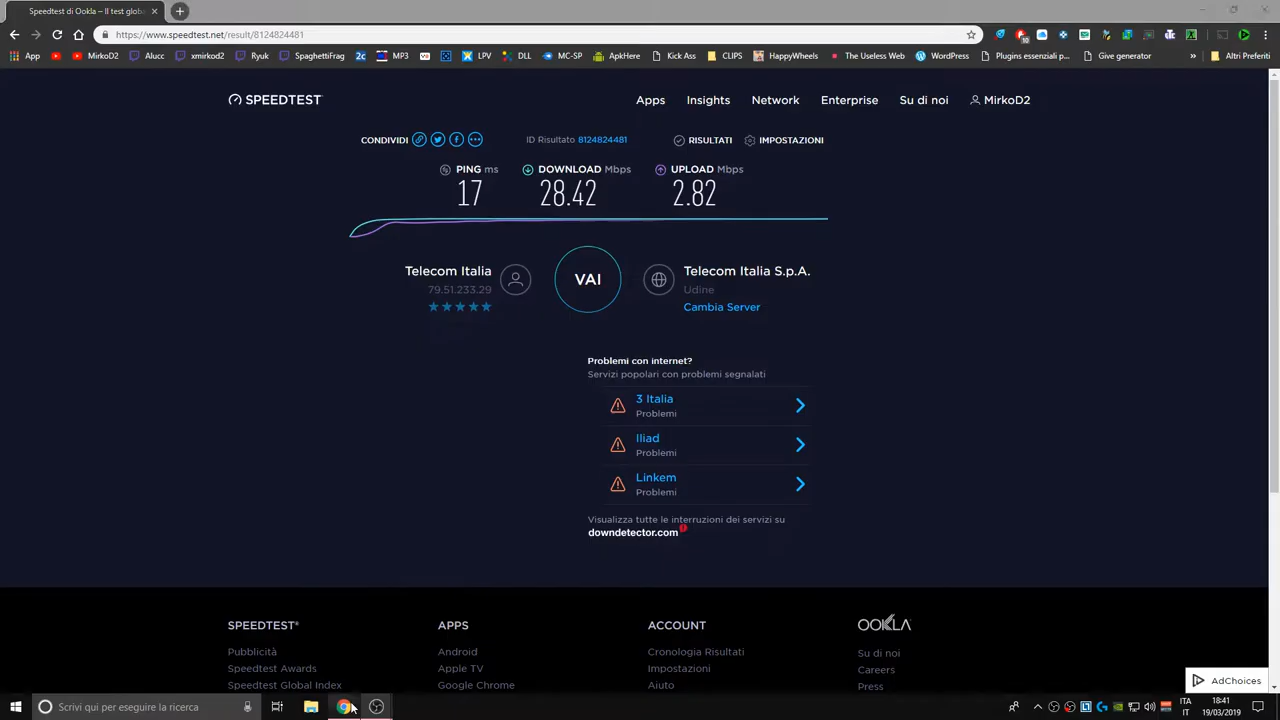 Speedtest di Ookla – Il test globa
https://www.speedtest.net/result/8124824481
App
MirkoD2
Alucc
xmirkod2
Ryuk
SpaghettiFrag
MP3
LPV
DLL
MC-SP
ApkHere
Kick Ass
CLIPS
HappyWheels
The Useless Web
WordPress
Plugins essenziali p...
Give generator
»
Altri Preferiti
SPEEDTEST
Apps
Insights
Network
Enterprise
Su di noi
MirkoD2
CONDIVIDI
ID Risultato 8124824481
RISULTATI
IMPOSTAZIONI
PING ms
DOWNLOAD Mbps
UPLOAD Mbps
17
28.42
2.82
Telecom Italia
79.51.233.29
VAI
Telecom Italia S.p.A.
Udine
Cambia Server
Problemi con internet?
Servizi popolari con problemi segnalati
3 Italia
Problemi
Iliad
Problemi
Linkem
Problemi
Visualizza tutte le interruzioni dei servizi su
downdetector.com
SPEEDTEST®
Pubblicità
Speedtest Awards
Speedtest Global Index
APPS
Android
Apple TV
Google Chrome
ACCOUNT
Cronologia Risultati
Impostazioni
Aiuto
OOKLA
Su di noi
Careers
Press
AdChoices
Scrivi qui per eseguire la ricerca
ITA
IT
18:41
19/03/2019